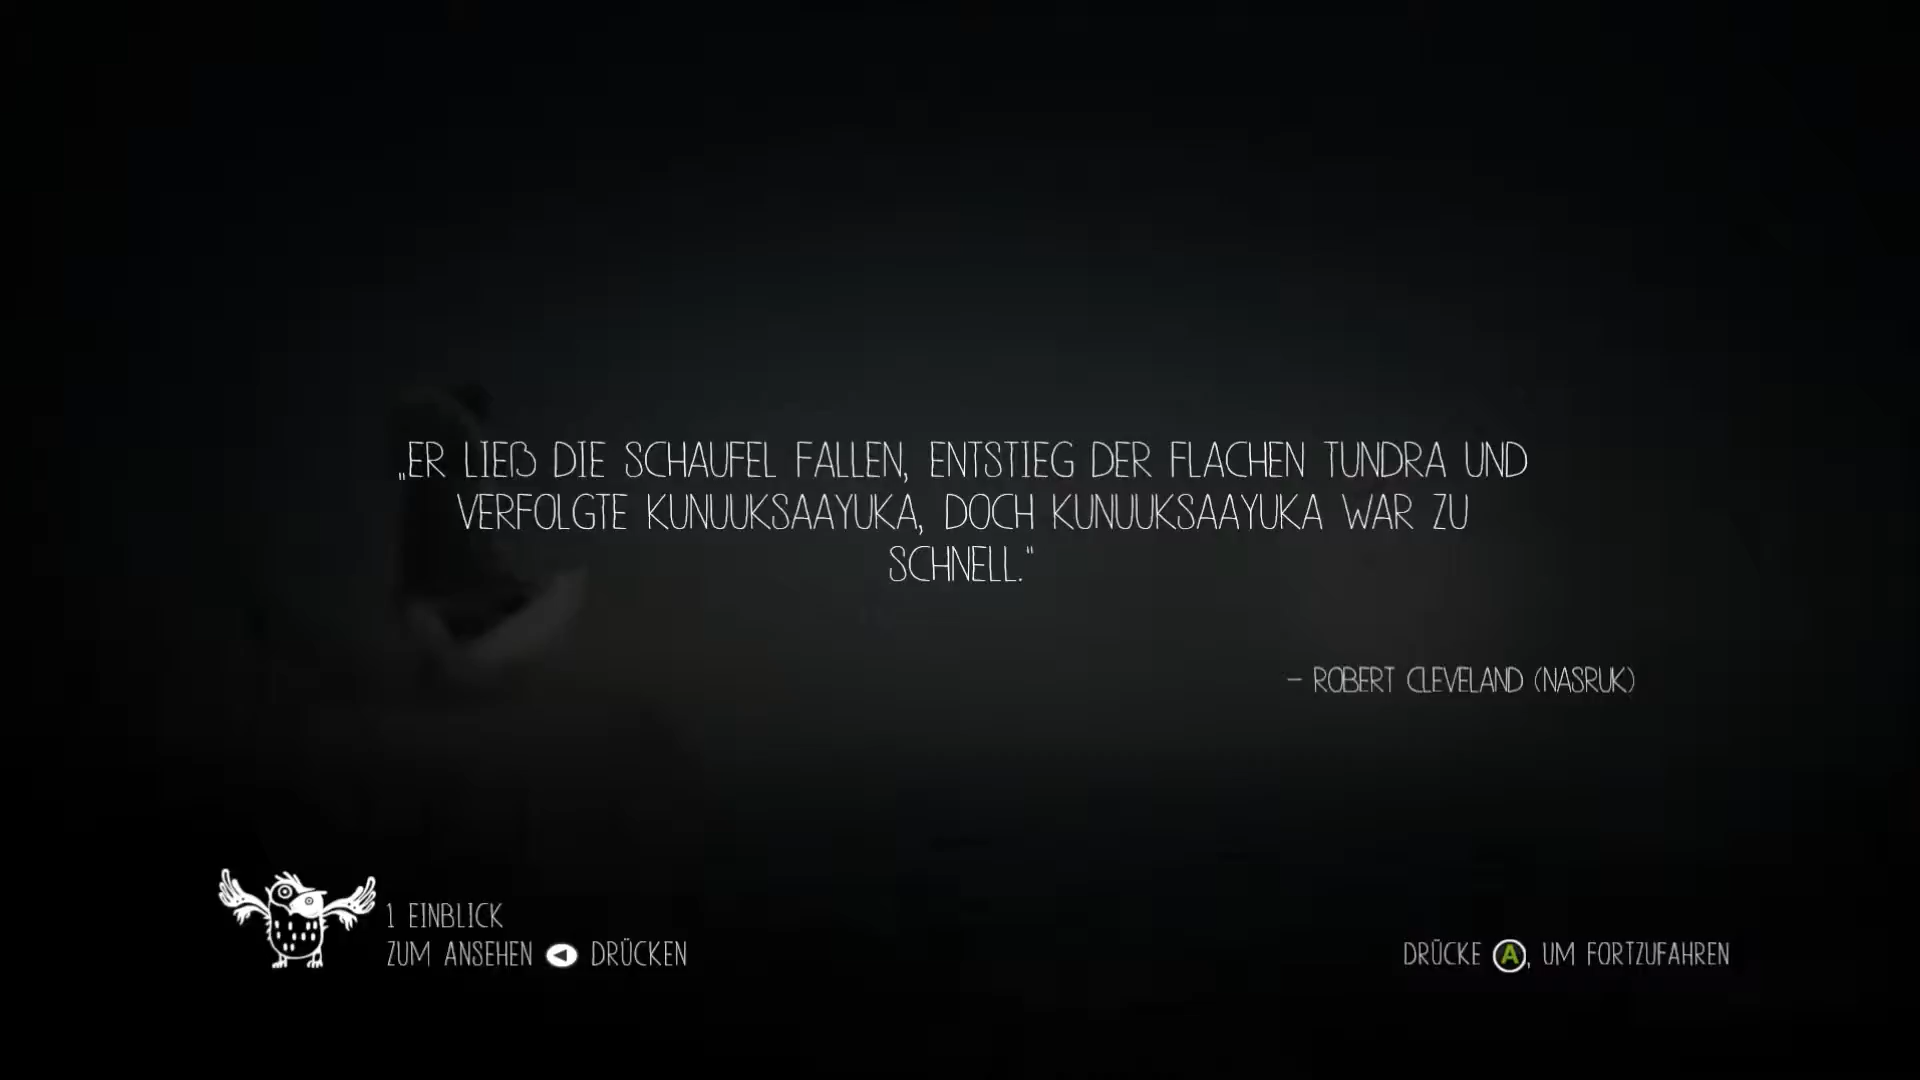 „ER LIEß DIE SCHAUFEL FALLEN, ENTSTIEG DER FLACHEN TUNDRA UND
VERFOLGTE KUNUUKSAAYUKA, DOCH KUNUUKSAAYUKA WAR ZU
SCHNELL.“
– ROBERT CLEVELAND (NASRUK)
1 EINBLICK
ZUM ANSEHEN ◄ DRÜCKEN
DRÜCKE A, UM FORTZUFAHREN